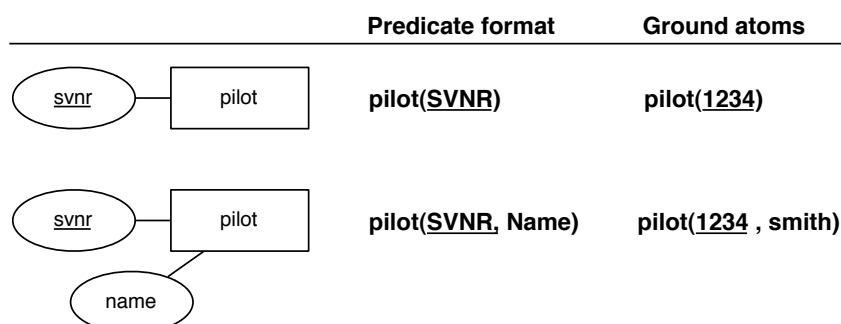 Predicate format Ground atoms
svnr pilot pilot(SVNR) pilot(1234)
svnr pilot pilot(SVNR, Name) pilot(1234 , smith)
name